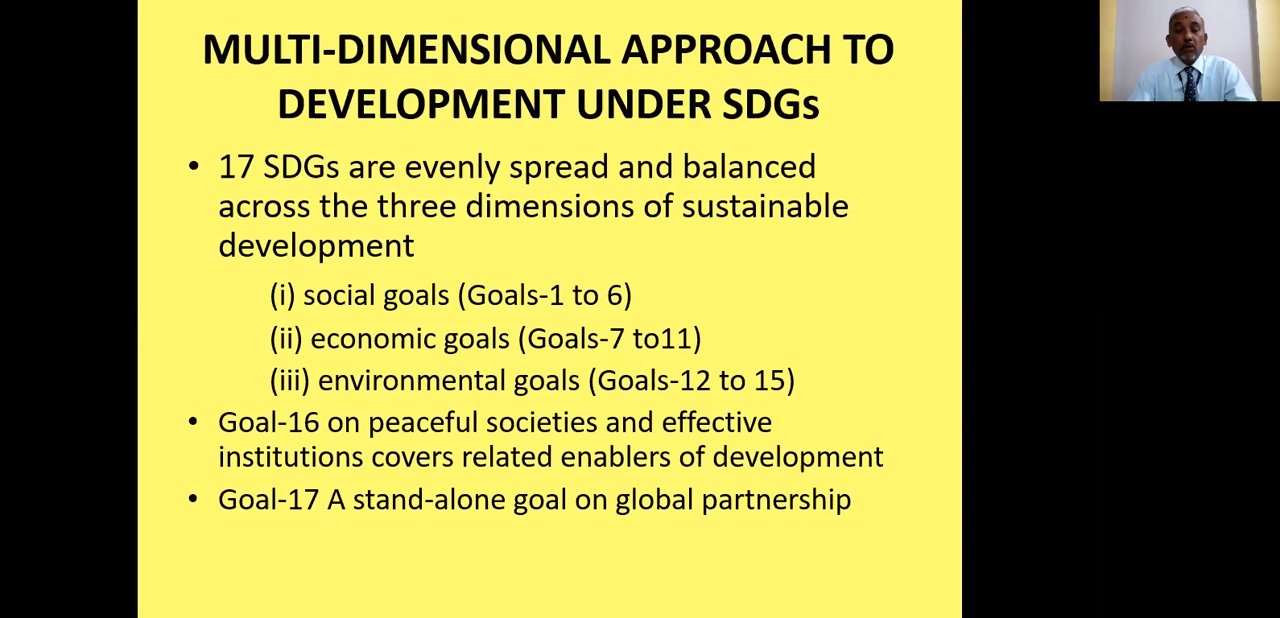 MULTI-DIMENSIONAL APPROACH TO
DEVELOPMENT UNDER SDGs
• 17 SDGs are evenly spread and balanced
across the three dimensions of sustainable
development
(i) social goals (Goals-1 to 6)
(ii) economic goals (Goals-7 to11)
(iii) environmental goals (Goals-12 to 15)
• Goal-16 on peaceful societies and effective
institutions covers related enablers of development
• Goal-17 A stand-alone goal on global partnership